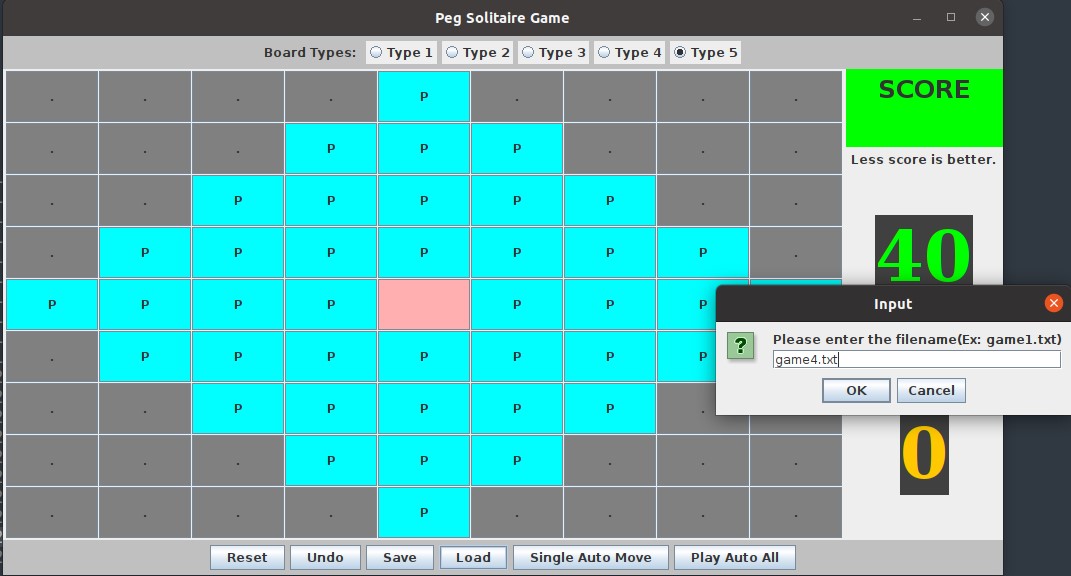 Peg Solitaire Game
Board Types: Type 1 Type 2 Type 3 Type 4 Type 5
. . . . P . . . .
. . . P P P . . .
. . P P P P P . .
. P P P P P P P .
P P P P P P P
. P P P P P P P
. . P P P P P .
. . . P P P . . .
. . . . P . . . .
SCORE
Less score is better.
40
Input
?
Please enter the filename(Ex: game1.txt)
game4.txt
OK Cancel
0
Reset Undo Save Load Single Auto Move Play Auto All